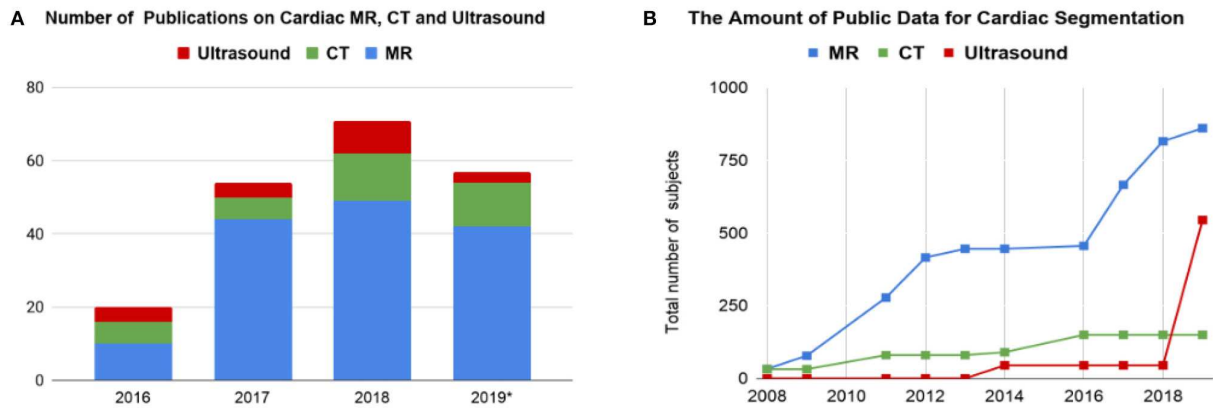 A
Number of Publications on Cardiac MR, CT and Ultrasound
Ultrasound CT MR
80
60
40
20
0
2016 2017 2018 2019*
B
The Amount of Public Data for Cardiac Segmentation
MR CT Ultrasound
Total number of subjects
1000
750
500
250
0
2008 2010 2012 2014 2016 2018